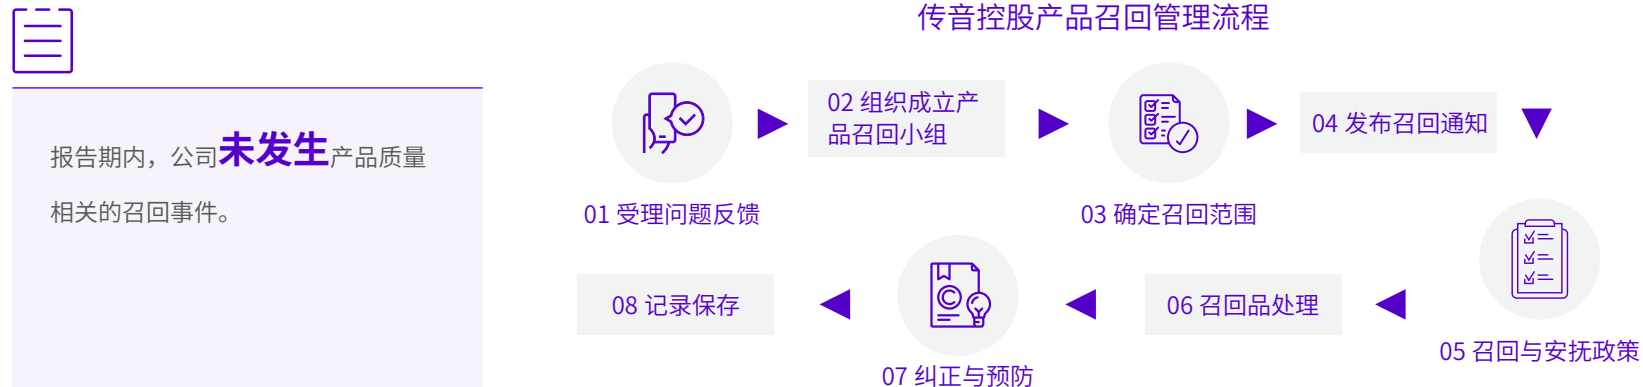 报告期内，公司未发生产品质量
相关的召回事件。
传音控股产品召回管理流程
01 受理问题反馈
02 组织成立产
品召回小组
03 确定召回范围
04 发布召回通知
05 召回与安抚政策
06 召回品处理
07 纠正与预防
08 记录保存